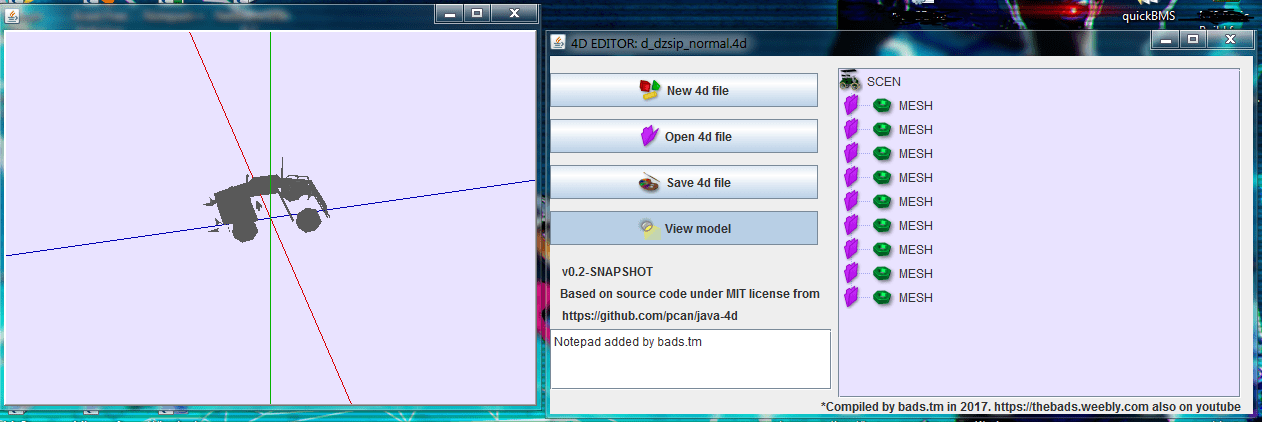 quickBMS
4D EDITOR: d_dzsip_normal.4d
New 4d file
Open 4d file
Save 4d file
View model
v0.2-SNAPSHOT
Based on source code under MIT license from
https://github.com/pcan/java-4d
Notepad added by bads.tm
SCEN
MESH
MESH
MESH
MESH
MESH
MESH
MESH
MESH
MESH
*Compiled by bads.tm in 2017. https://thebads.weebly.com also on youtube